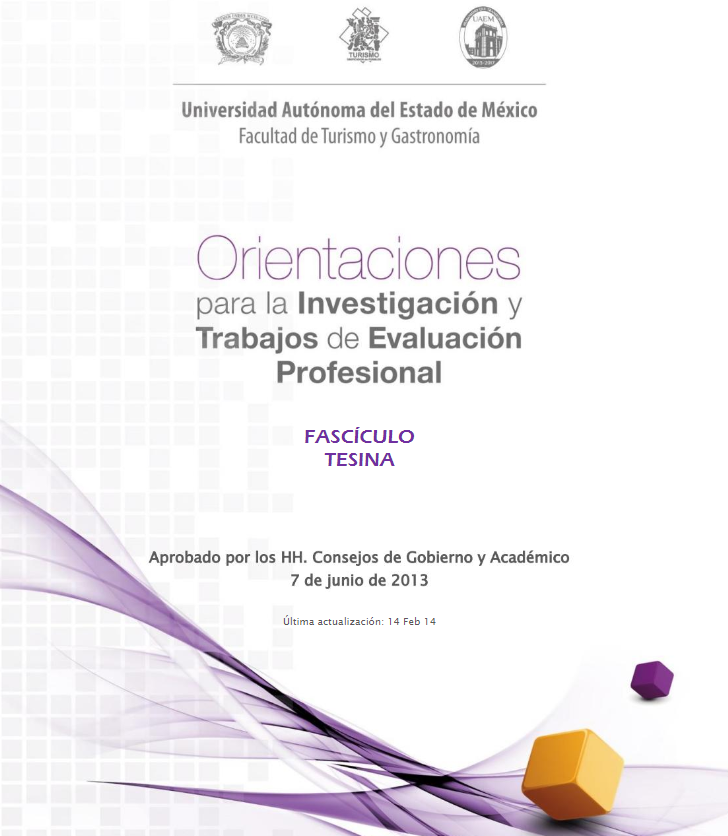 TURISMO
UAEM
Universidad Autónoma del Estado de México
Facultad de Turismo y Gastronomía
Orientaciones
para la Investigación y
Trabajos de Evaluación
Profesional
FASCÍCULO
TESINA
Aprobado por los HH. Consejos de Gobierno y Académico
7 de junio de 2013
Última actualización: 14 Feb 14